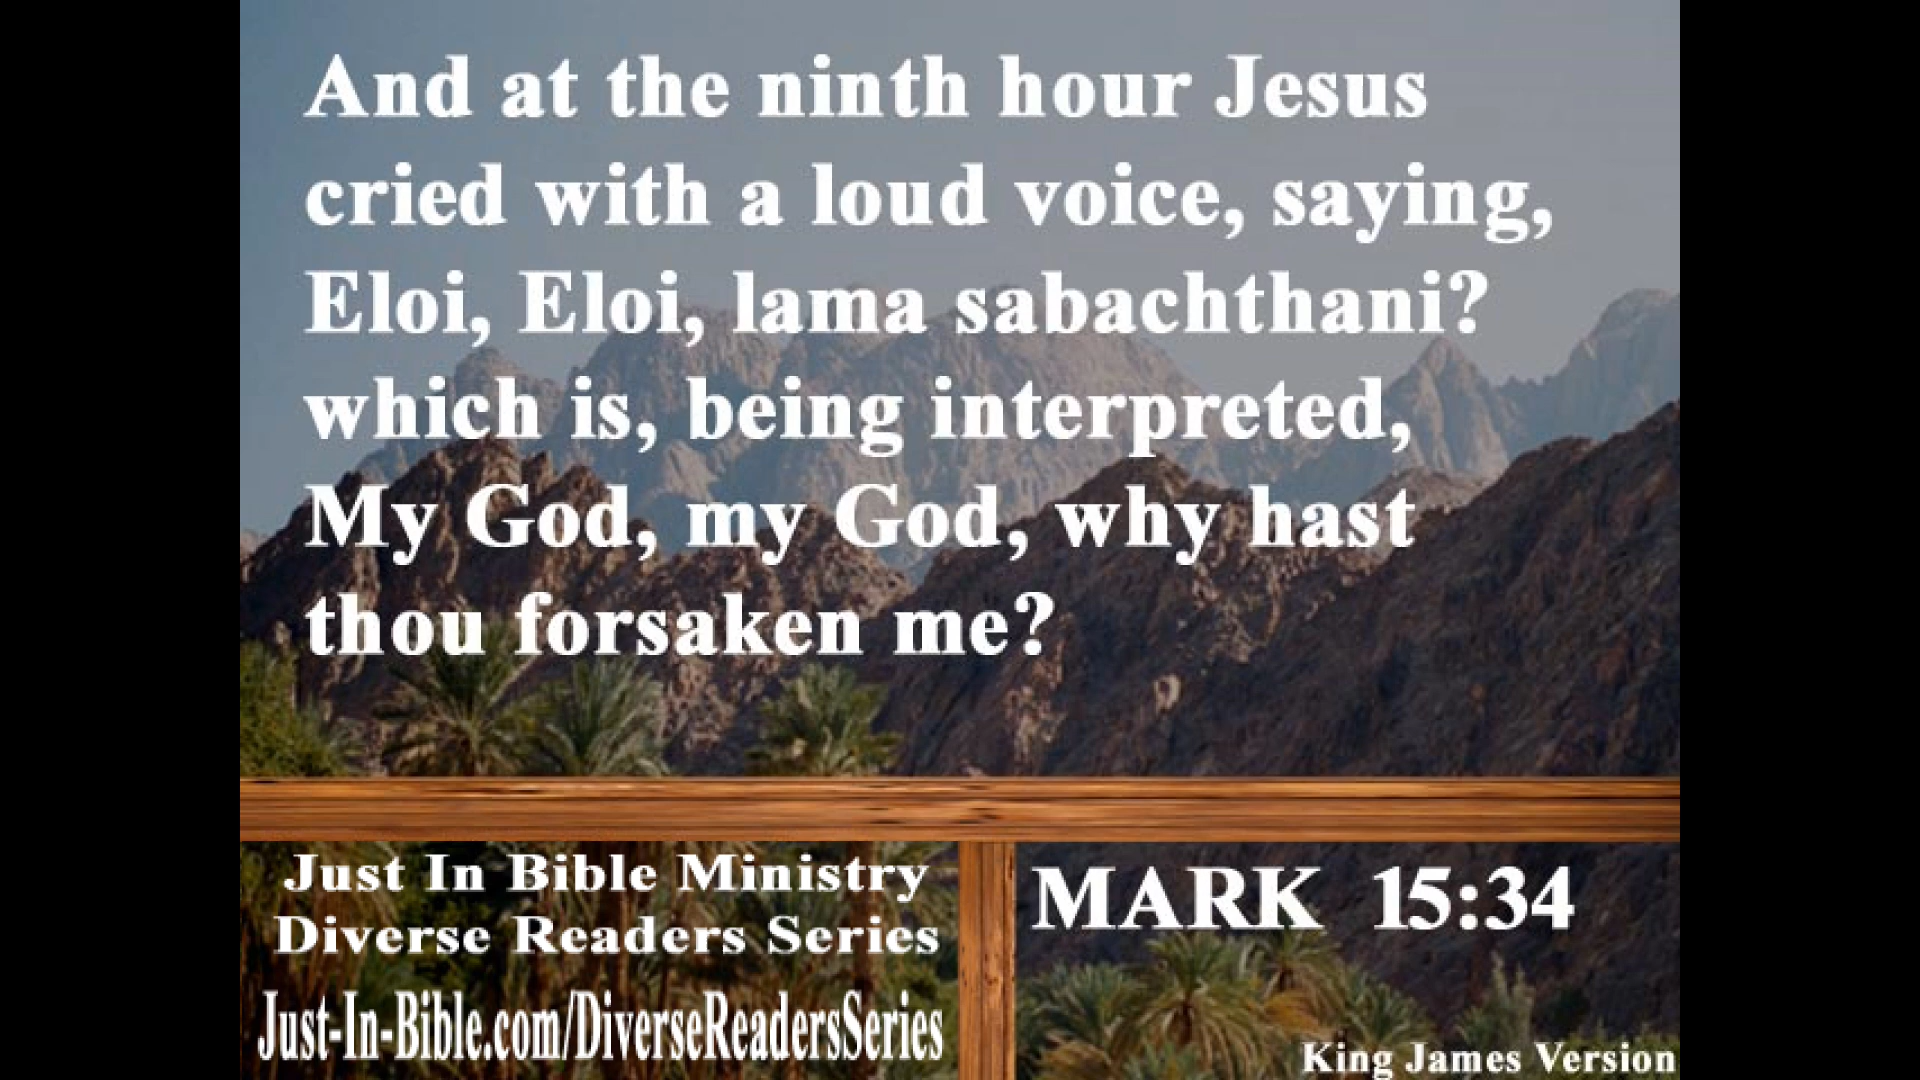 And at the ninth hour Jesus
cried with a loud voice, saying,
Eloi, Eloi, lama sabachthani?
which is, being interpreted,
My God, my God, why hast
thou forsaken me?
Just In Bible Ministry
Diverse Readers Series
Just-In-Bible.com/DiverseReadersSeries
MARK 15:34
King James Version